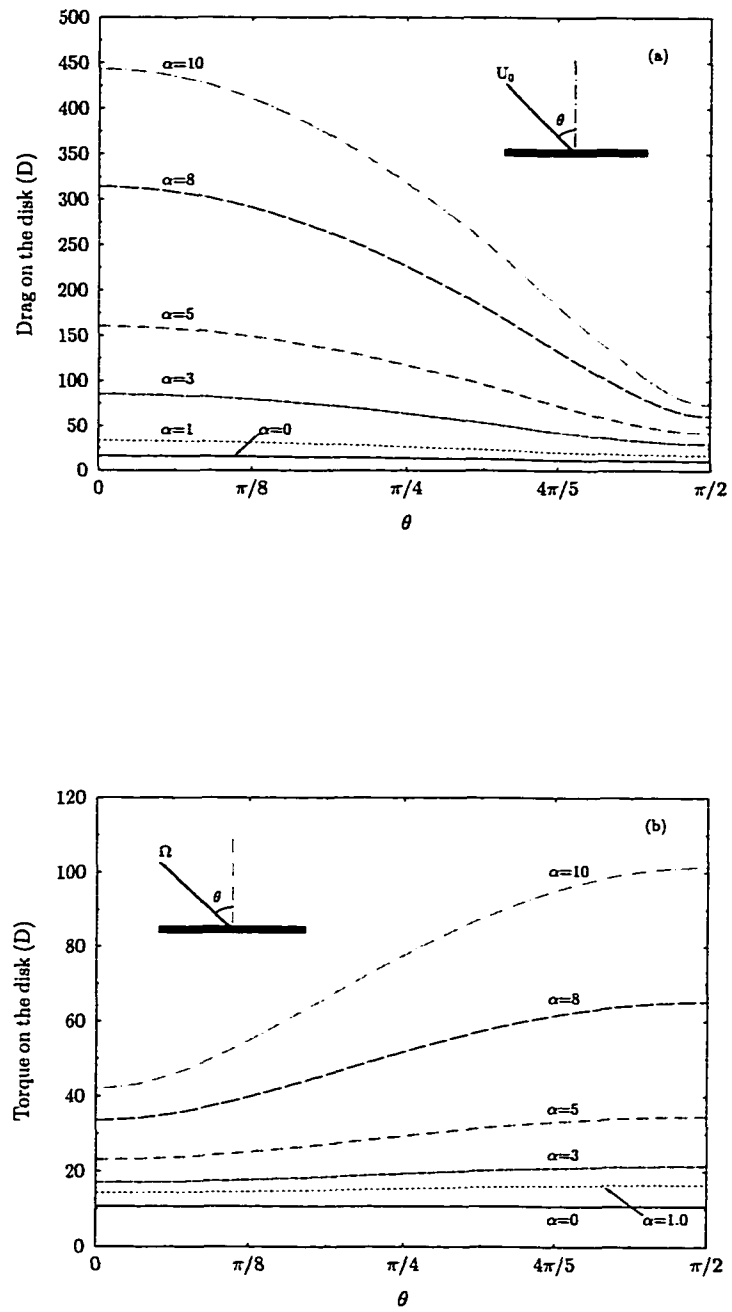 500
450
400
350
300
250
200
150
100
50
0
Drag on the disk (D)
(a)
U₀
θ
α=10
α=8
α=5
α=3
α=1
α=0
0
π/8
π/4
4π/5
π/2
θ
120
100
80
60
40
20
0
Torque on the disk (D)
(b)
Ω
θ
α=10
α=8
α=5
α=3
α=0
α=1.0
0
π/8
π/4
4π/5
π/2
θ